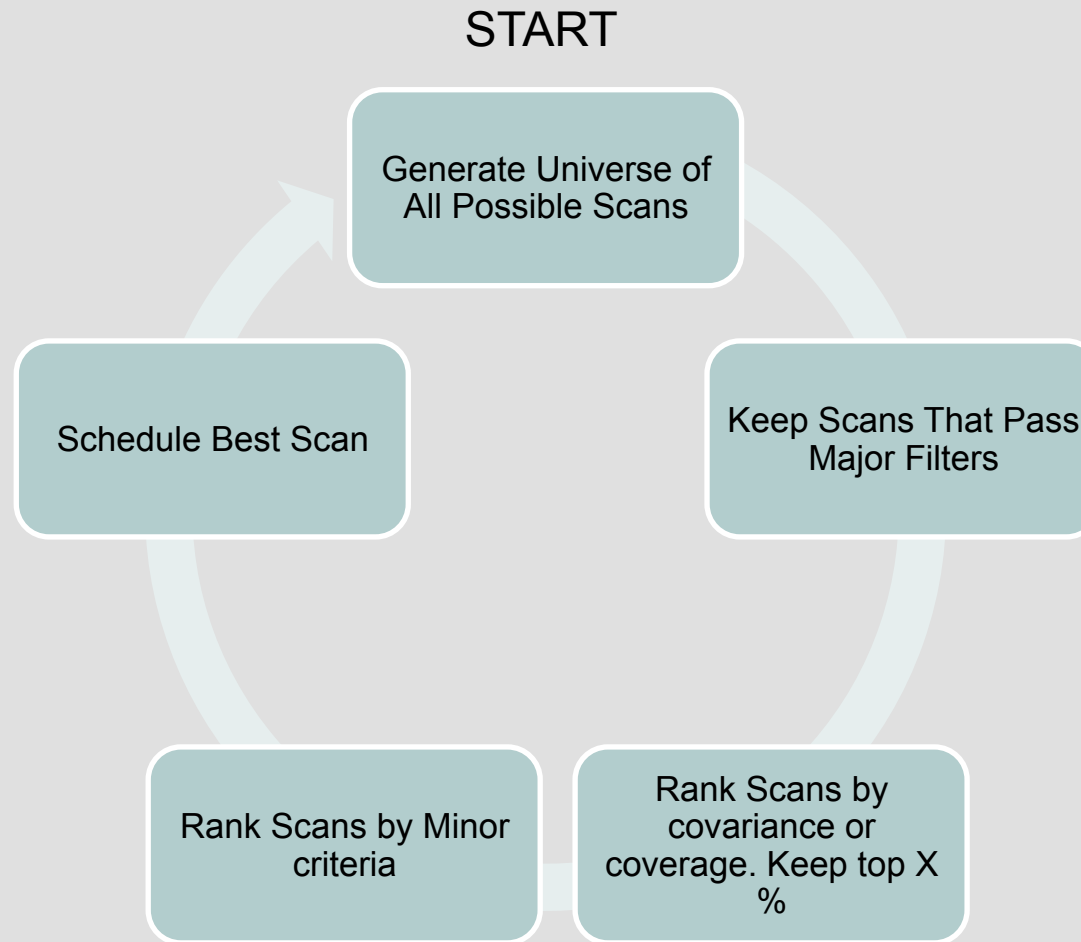 START
Generate Universe of
All Possible Scans
Keep Scans That Pass
Major Filters
Rank Scans by
covariance or
coverage. Keep top X
%
Rank Scans by Minor
criteria
Schedule Best Scan